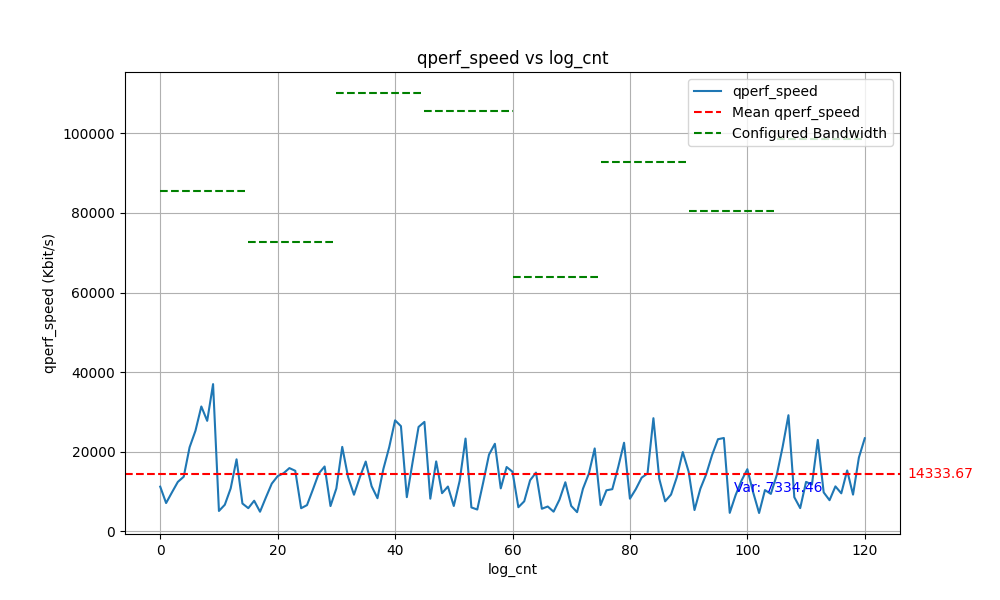 qperf_speed vs log_cnt
qperf_speed
Mean qperf_speed
Configured Bandwidth
qperf_speed (Kbit/s)
100000
80000
60000
40000
20000
0
14333.67
Var: 7334.46
0 20 40 60 80 100 120
log_cnt